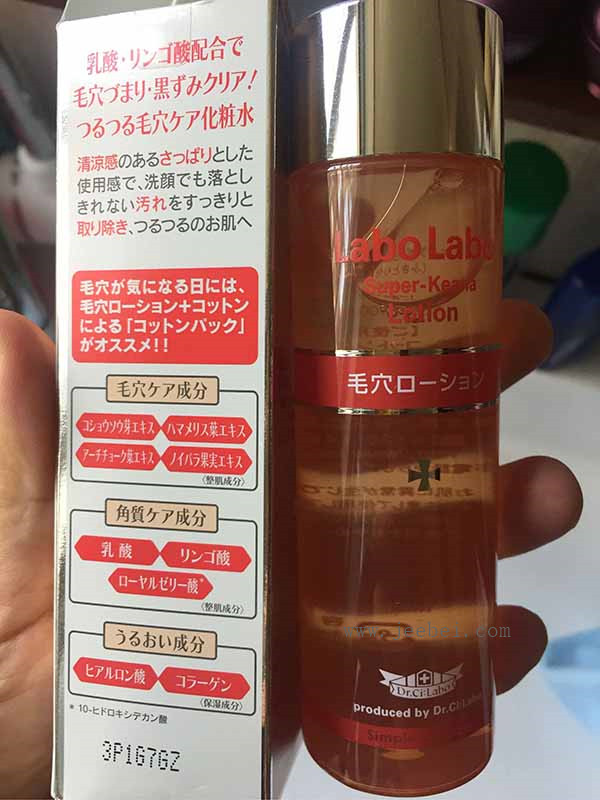 乳酸・リンゴ酸配合で
毛穴づまり・黒ずみクリア!
つるつる毛穴ケア化粧水
清涼感のあるさっぱりとした
使用感で、洗顔でも落とし
きれない汚れをすっきりと
取り除き、つるつるのお肌へ
毛穴が気になる日には、
毛穴ローション+コットン
による「コットンパック」
がオススメ!!
毛穴ケア成分
コショウソウ芽エキス ハマメリス葉エキス
アーチチョーク葉エキス ノイバラ果実エキス
〈整肌成分〉
角質ケア成分
乳酸 リンゴ酸
ローヤルゼリー酸*
〈整肌成分〉
うるおい成分
ヒアルロン酸 コラーゲン
〈保湿成分〉
* 10-ヒドロキシデカン酸
3P1G7GZ
Labo Labo
Super-Keana
Lotion
毛穴ローション
Dr.Ci:Labo
produced by Dr.Ci:Labo
Simple